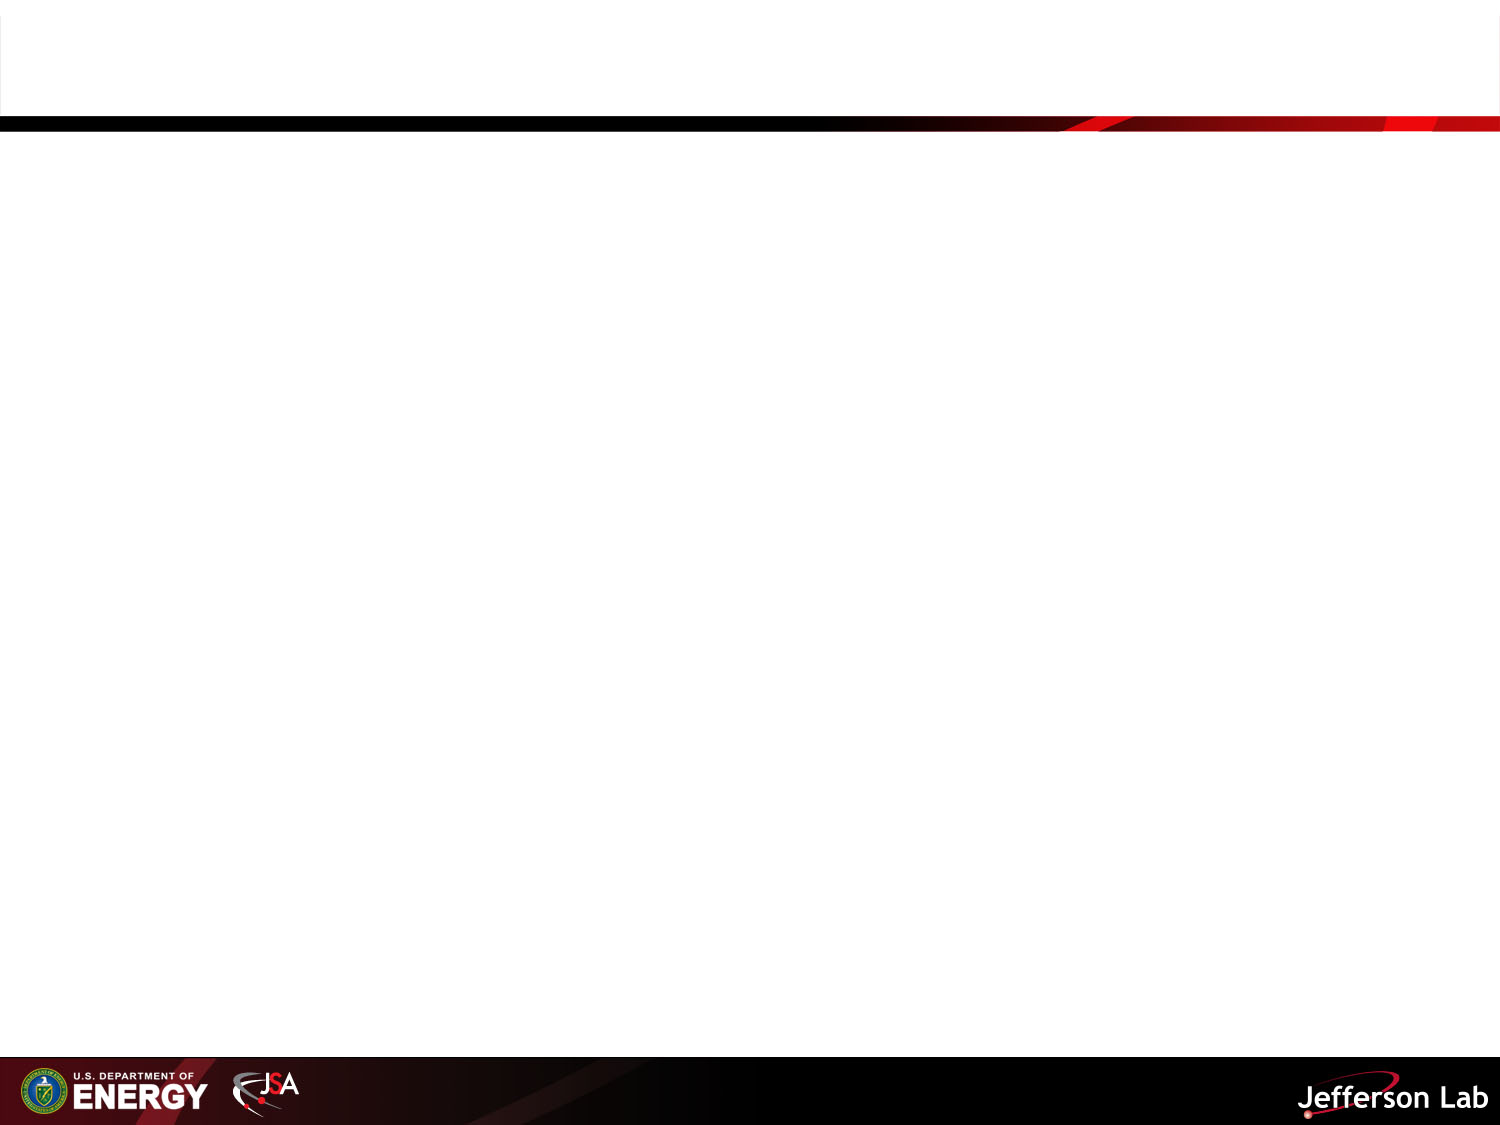 U.S. DEPARTMENT OF
ENERGY
JSA
Jefferson Lab